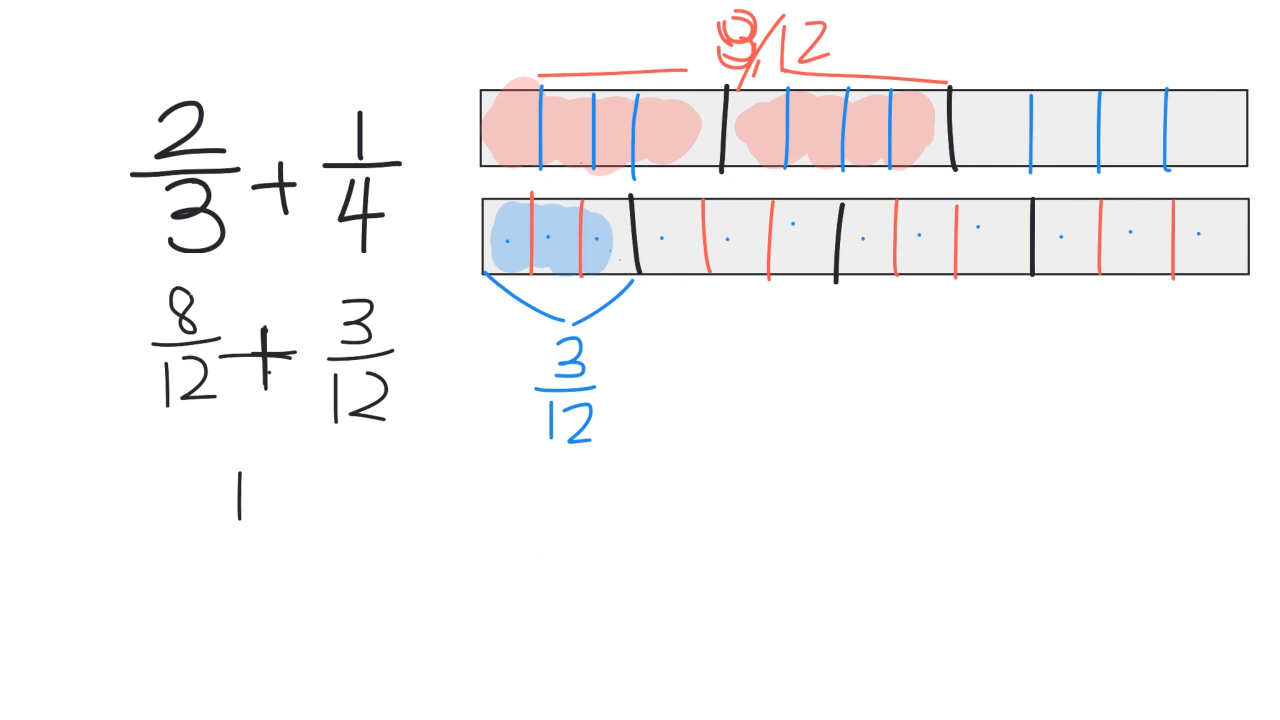 2/3 + 1/4
8/12 + 3/12
1
8/12
3/12